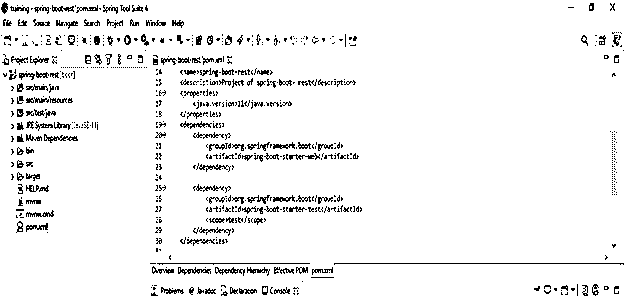 training - spring-boot-rest/pom.xml - Spring Tool Suite 4
File Edit Source Navigate Search Project Run Window Help
Project Explorer
spring-boot-rest [boot]
src/main/java
src/main/resources
src/test/java
JRE System Library
Maven Dependencies
bin
src
target
HELP.md
mvnw
mvnw.cmd
pom.xml
spring-boot-rest/pom.xml
14 <name>spring-boot-rest</name>
15 <description>Project of spring-boot- rest</description>
16 <properties>
17 <java.version>11</java.version>
18 </properties>
19 <dependencies>
20 <dependency>
21 <groupId>org.springframework.boot</groupId>
22 <artifactId>spring-boot-starter-web</artifactId>
23 </dependency>
24
25 <dependency>
26 <groupId>org.springframework.boot</groupId>
27 <artifactId>spring-boot-starter-test</artifactId>
28 <scope>test</scope>
29 </dependency>
30 </dependencies>
Overview Dependencies Dependency Hierarchy Effective POM pom.xml
Problems @ Javadoc Declaration Console